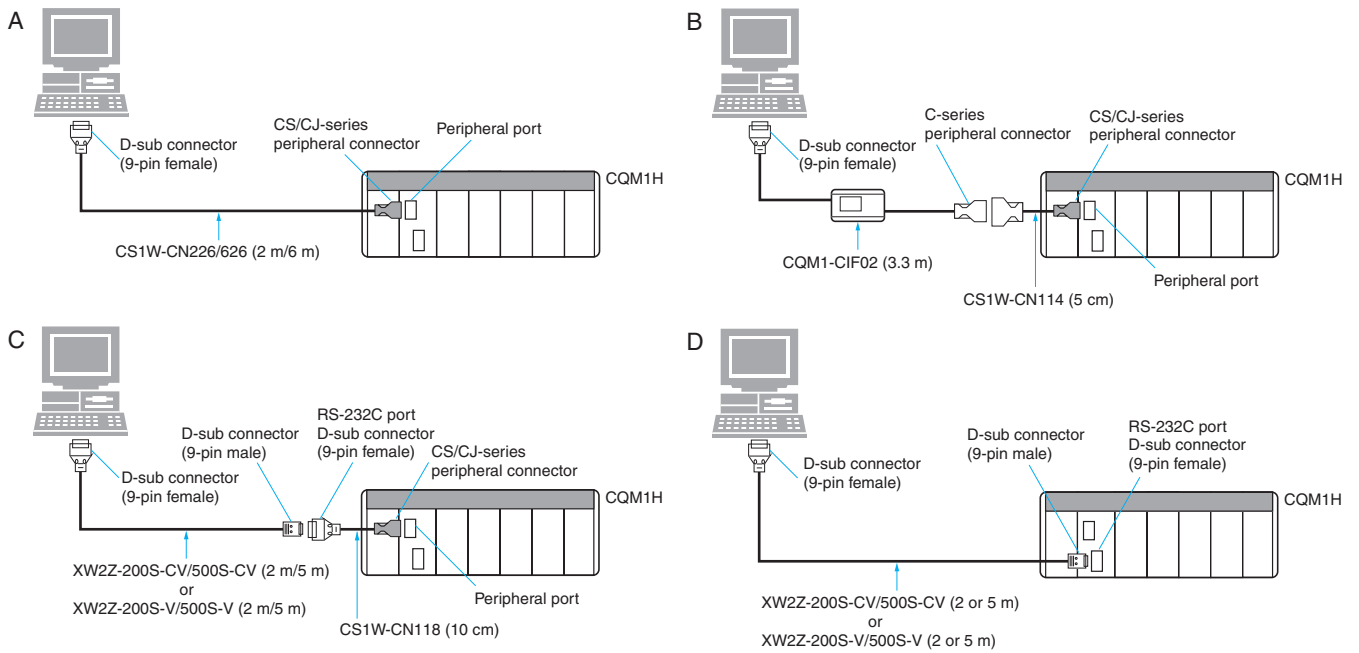 A
D-sub connector
(9-pin female)
CS/CJ-series
peripheral connector
Peripheral port
CQM1H
CS1W-CN226/626 (2 m/6 m)
B
D-sub connector
(9-pin female)
C-series
peripheral connector
CS/CJ-series
peripheral connector
CQM1H
CQM1-CIF02 (3.3 m)
Peripheral port
CS1W-CN114 (5 cm)
C
D-sub connector
(9-pin female)
D-sub connector
(9-pin male)
RS-232C port
D-sub connector
(9-pin female)
CS/CJ-series
peripheral connector
CQM1H
XW2Z-200S-CV/500S-CV (2 m/5 m)
or
XW2Z-200S-V/500S-V (2 m/5 m)
Peripheral port
CS1W-CN118 (10 cm)
D
D-sub connector
(9-pin female)
D-sub connector
(9-pin male)
RS-232C port
D-sub connector
(9-pin female)
CQM1H
XW2Z-200S-CV/500S-CV (2 or 5 m)
or
XW2Z-200S-V/500S-V (2 or 5 m)